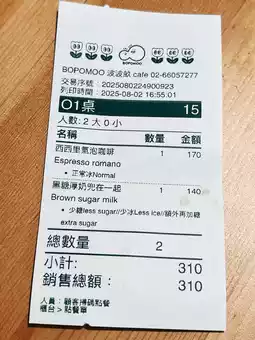 BOPOMOO
BOPOMOO 波波畝 cafe 02-66057277
交易序號：2025080224900923
列印時間：2025-08-02 16:55:01
O1桌 15
人數: 2 大 0 小
名稱 數量 金額
西西里氣泡咖啡 1 170
Espresso romano
• 正常冰Normal
黑糖厚奶兜在一起 1 140
Brown sugar milk
• 少糖less sugar//少冰Less ice//額外再加糖
extra sugar
總數量 2
小計: 310
銷售總額: 310
人員: 顧客掃碼點餐
櫃台 > 點餐單